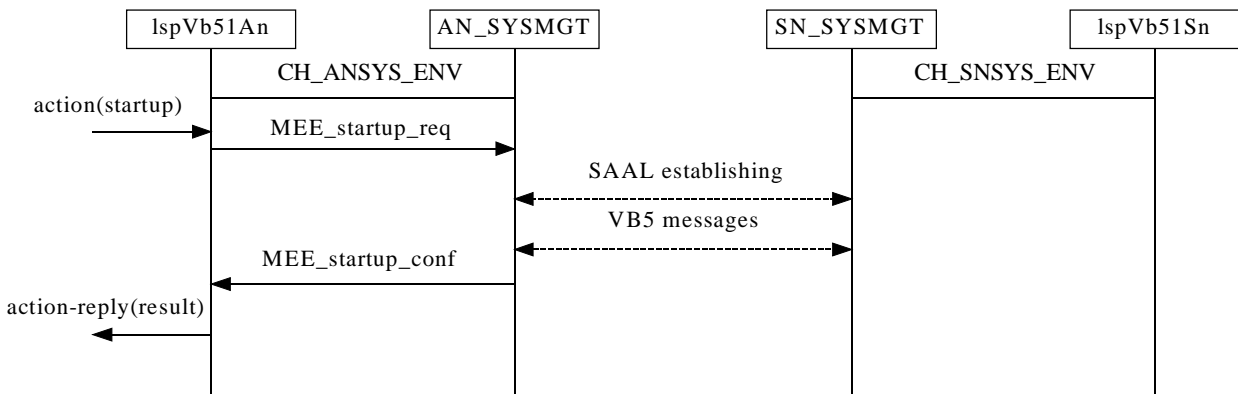 lspVb51An
AN_SYSMGT
SN_SYSMGT
lspVb51Sn
CH_ANSYS_ENV
CH_SNSYS_ENV
action(startup)
MEE_startup_req
SAAL establishing
VB5 messages
MEE_startup_conf
action-reply(result)